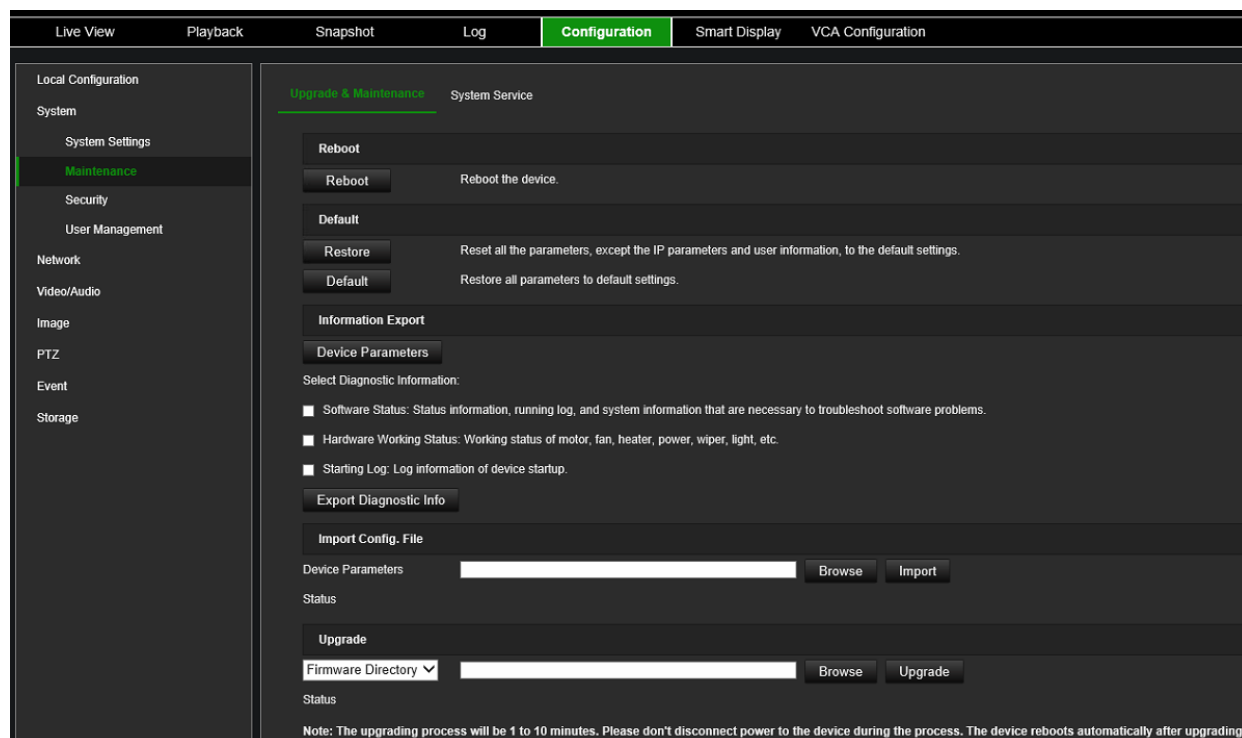 Live View Playback Snapshot Log Configuration Smart Display VCA Configuration
Local Configuration
System
System Settings
Maintenance
Security
User Management
Network
Video/Audio
Image
PTZ
Event
Storage
Upgrade & Maintenance System Service
Reboot
Reboot Reboot the device.
Default
Restore Reset all the parameters, except the IP parameters and user information, to the default settings.
Default Restore all parameters to default settings.
Information Export
Device Parameters
Select Diagnostic Information:
Software Status: Status information, running log, and system information that are necessary to troubleshoot software problems.
Hardware Working Status: Working status of motor, fan, heater, power, wiper, light, etc.
Starting Log: Log information of device startup.
Export Diagnostic Info
Import Config. File
Device Parameters Browse Import
Status
Upgrade
Firmware Directory Browse Upgrade
Status
Note: The upgrading process will be 1 to 10 minutes. Please don't disconnect power to the device during the process. The device reboots automatically after upgrading